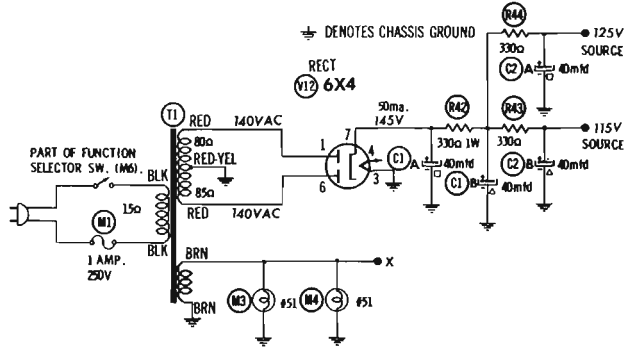 ⏚ DENOTES CHASSIS GROUND
R44
125V
SOURCE
330Ω
C2 A 40mfd
RECT
V12 6X4
T1
RED
140VAC
80Ω
RED-YEL
85Ω
RED
140VAC
1
7
4
6
3
50ma.
145V
C1 A 40mfd
R42
330Ω 1W
R43
330Ω
115V
SOURCE
C1 B 40mfd
C2 B 40mfd
PART OF FUNCTION
SELECTOR SW. (M6).
BLK
15Ω
M1
BLK
1 AMP.
250V
BRN
BRN
M3 #51
M4 #51
X